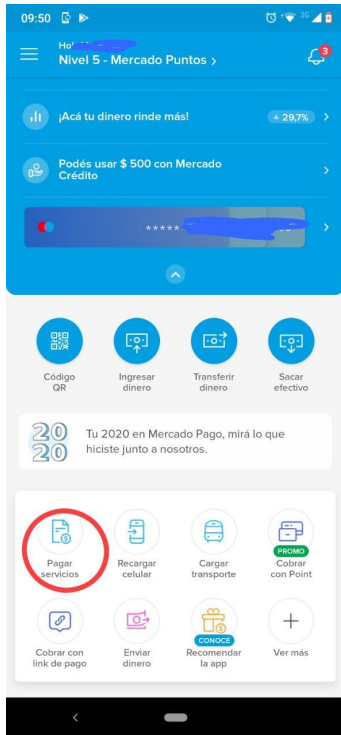 09:50
3G
Nivel 5 - Mercado Puntos >
3
¡Acá tu dinero rinde más!
29,7%
Podés usar $ 500 con Mercado
Crédito
Código
QR
Ingresar
dinero
Transferir
dinero
Sacar
efectivo
2020
Tu 2020 en Mercado Pago, mirá lo que
hiciste junto a nosotros.
Pagar
servicios
Recargar
celular
Cargar
transporte
PROMO
Cobrar
con Point
Cobrar con
link de pago
Enviar
dinero
CONOCÉ
Recomendar
la app
Ver más